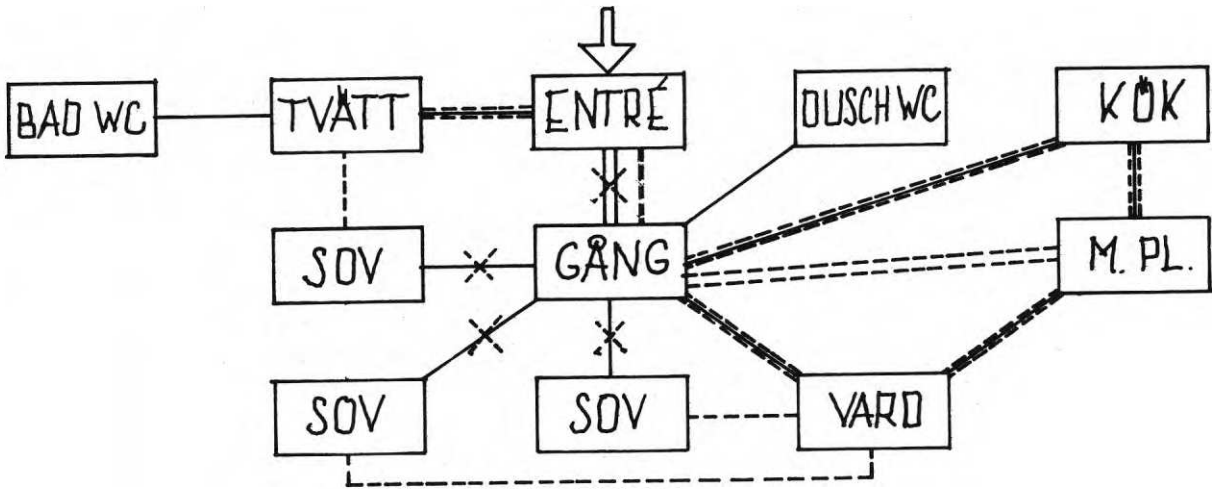 BAD WC
TVÄTT
ENTRÉ
DUSCH WC
KÖK
SOV
GÅNG
M. PL.
SOV
SOV
VARD